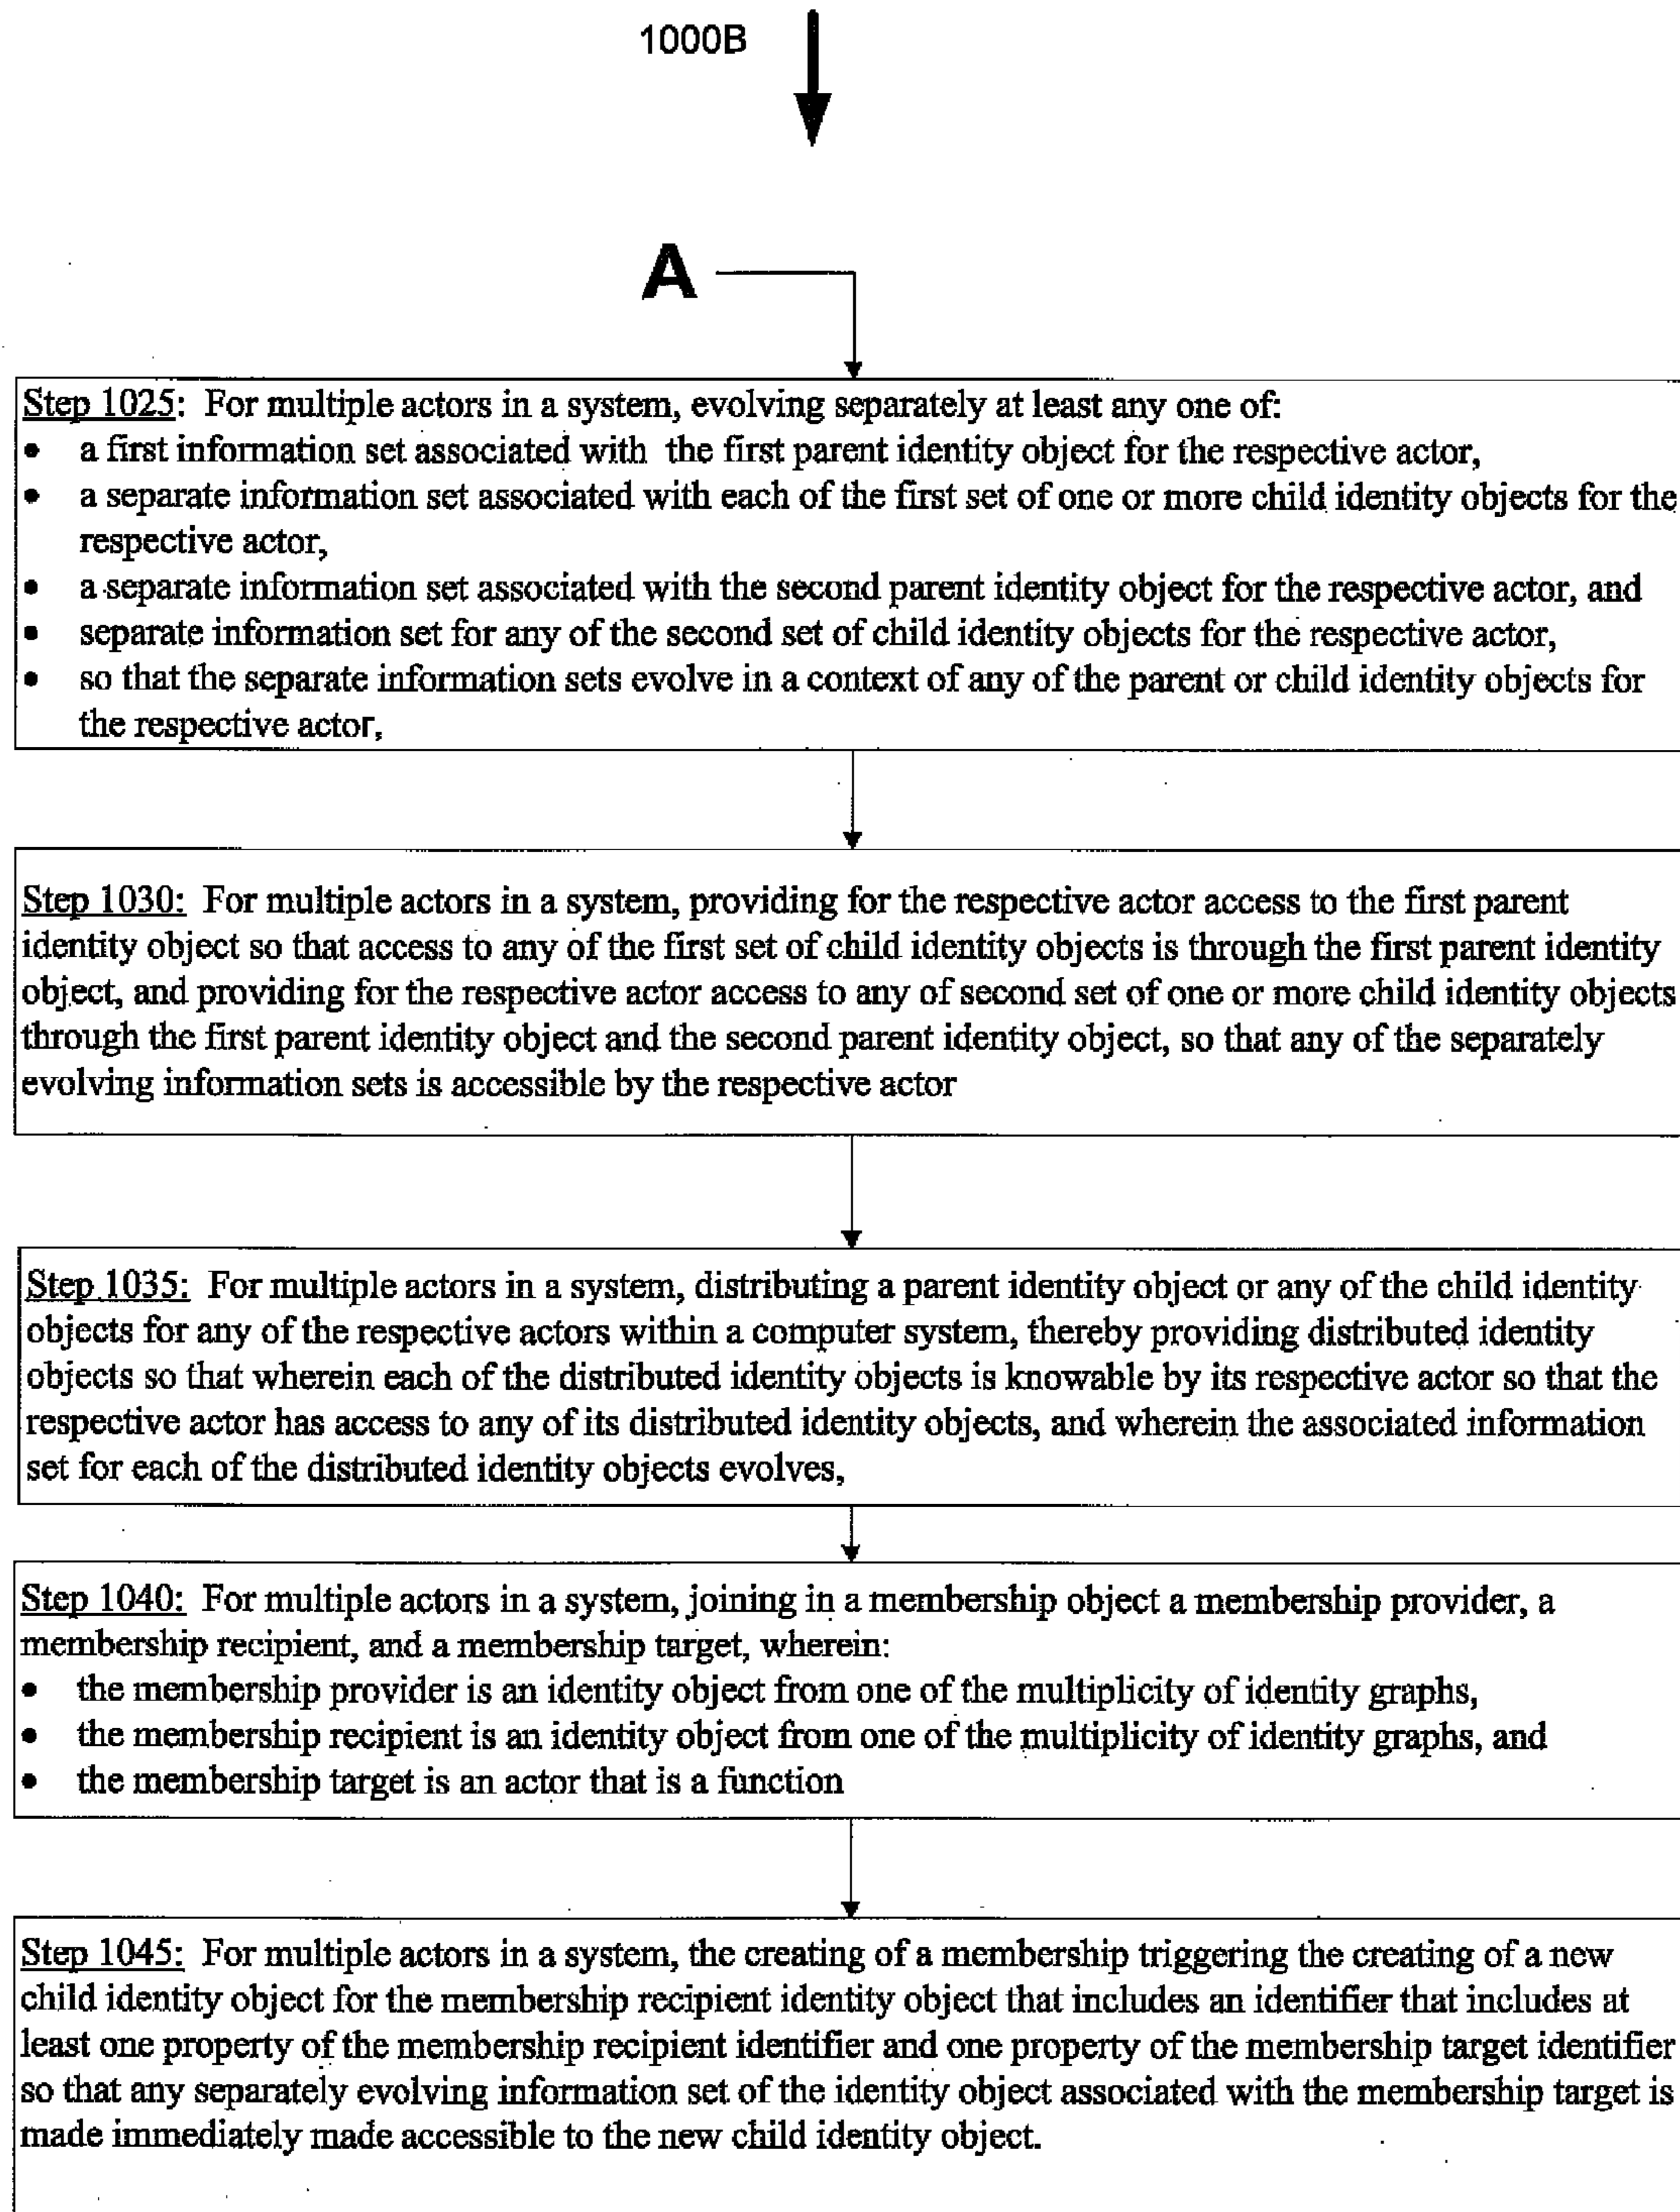 1000B
A
Step 1025: For multiple actors in a system, evolving separately at least any one of:
• a first information set associated with the first parent identity object for the respective actor,
• a separate information set associated with each of the first set of one or more child identity objects for the
respective actor,
• a separate information set associated with the second parent identity object for the respective actor, and
• separate information set for any of the second set of child identity objects for the respective actor,
• so that the separate information sets evolve in a context of any of the parent or child identity objects for
the respective actor,
Step 1030: For multiple actors in a system, providing for the respective actor access to the first parent
identity object so that access to any of the first set of child identity objects is through the first parent identity
object, and providing for the respective actor access to any of second set of one or more child identity objects
through the first parent identity object and the second parent identity object, so that any of the separately
evolving information sets is accessible by the respective actor
Step 1035: For multiple actors in a system, distributing a parent identity object or any of the child identity
objects for any of the respective actors within a computer system, thereby providing distributed identity
objects so that wherein each of the distributed identity objects is knowable by its respective actor so that the
respective actor has access to any of its distributed identity objects, and wherein the associated information
set for each of the distributed identity objects evolves,
Step 1040: For multiple actors in a system, joining in a membership object a membership provider, a
membership recipient, and a membership target, wherein:
• the membership provider is an identity object from one of the multiplicity of identity graphs,
• the membership recipient is an identity object from one of the multiplicity of identity graphs, and
• the membership target is an actor that is a function
Step 1045: For multiple actors in a system, the creating of a membership triggering the creating of a new
child identity object for the membership recipient identity object that includes an identifier that includes at
least one property of the membership recipient identifier and one property of the membership target identifier
so that any separately evolving information set of the identity object associated with the membership target is
made immediately made accessible to the new child identity object.